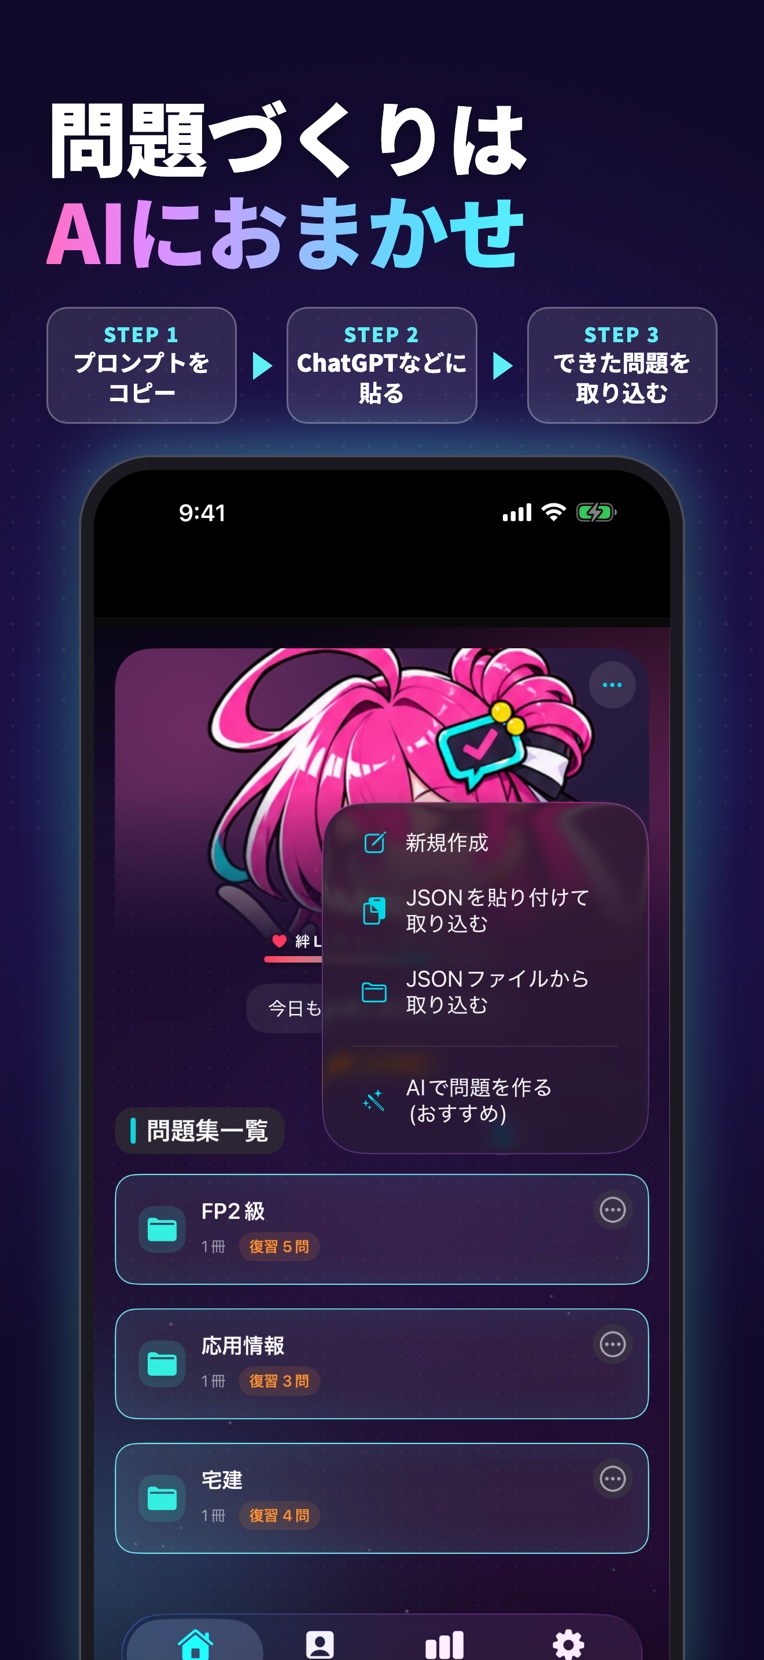 問題づくりは
AIにおまかせ
STEP 1
プロンプトを
コピー
STEP 2
ChatGPTなどに
貼る
STEP 3
できた問題を
取り込む
9:41
新規作成
JSONを貼り付けて
取り込む
JSONファイルから
取り込む
AIで問題を作る
(おすすめ)
絆 L
今日も
問題集一覧
FP2 級
1 冊 復習 5 問
応用情報
1 冊 復習 3 問
宅建
1 冊 復習 4 問